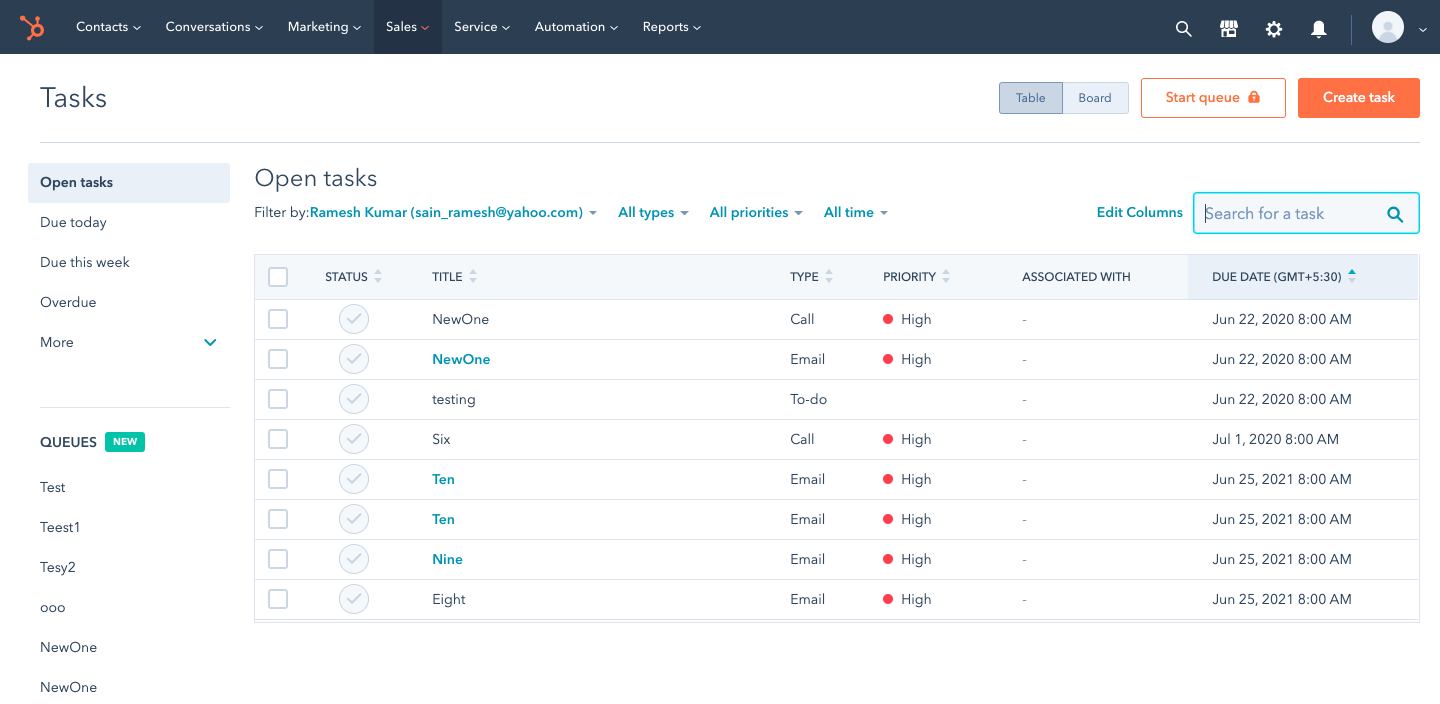 Contacts Conversations Marketing Sales Service Automation Reports
Tasks
Table Board Start queue Create task
Open tasks
Due today
Due this week
Overdue
More
QUEUES NEW
Test
Teest1
Tesy2
ooo
NewOne
NewOne
Open tasks
Filter by:Ramesh Kumar (sain_ramesh@yahoo.com) All types All priorities All time Edit Columns Search for a task
STATUS TITLE TYPE PRIORITY ASSOCIATED WITH DUE DATE (GMT+5:30)
NewOne Call High - Jun 22, 2020 8:00 AM
NewOne Email High - Jun 22, 2020 8:00 AM
testing To-do - Jun 22, 2020 8:00 AM
Six Call High - Jul 1, 2020 8:00 AM
Ten Email High - Jun 25, 2021 8:00 AM
Ten Email High - Jun 25, 2021 8:00 AM
Nine Email High - Jun 25, 2021 8:00 AM
Eight Email High - Jun 25, 2021 8:00 AM